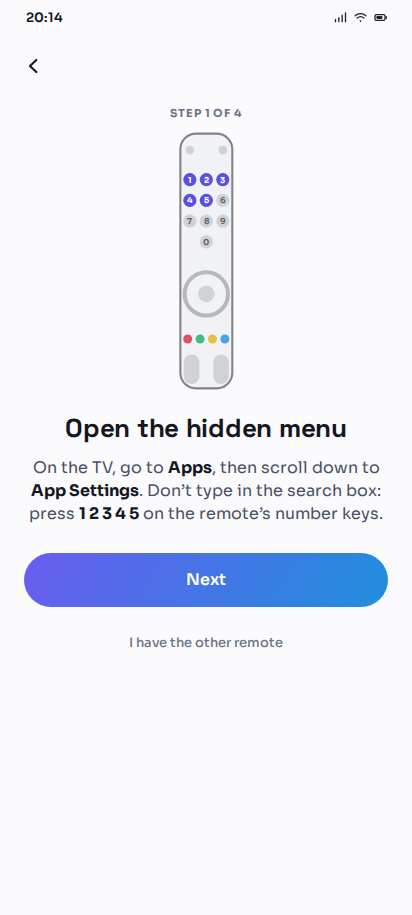 20:14
STEP 1 OF 4
1 2 3
4 5 6
7 8 9
0
Open the hidden menu
On the TV, go to Apps, then scroll down to
App Settings. Don’t type in the search box:
press 1 2 3 4 5 on the remote’s number keys.
Next
I have the other remote